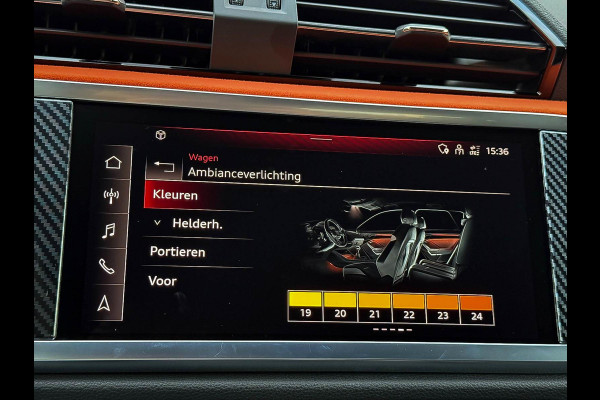 15:36
Wagen
Ambianceverlichting
Kleuren
Helderh.
Portieren
Voor
19 20 21 22 23 24